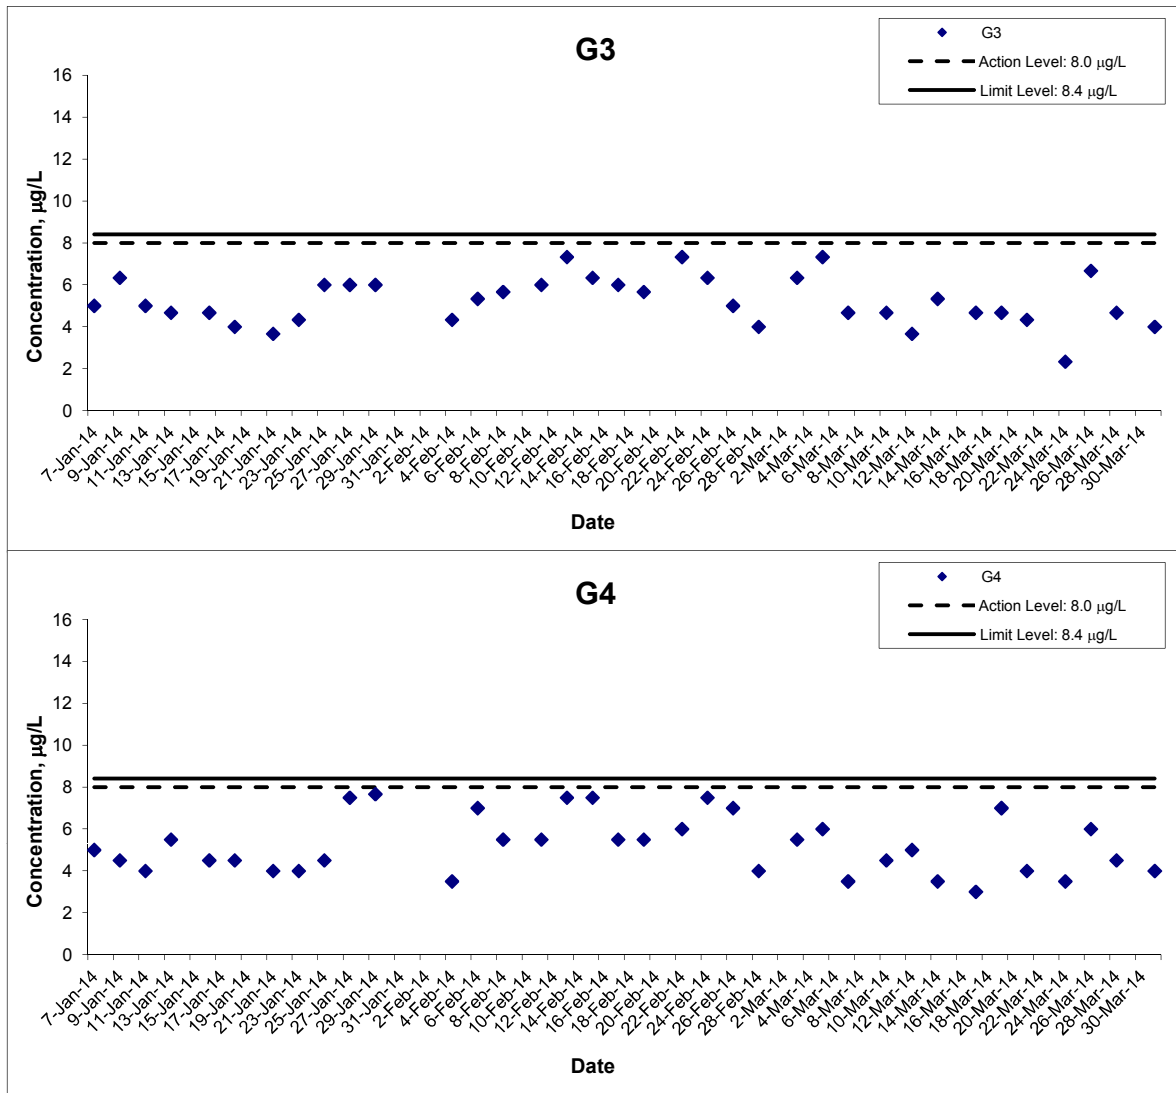 G3
G3
Action Level: 8.0 µg/L
Limit Level: 8.4 µg/L
16
14
12
10
8
6
4
2
0
Concentration, µg/L
7-Jan-14
9-Jan-14
11-Jan-14
13-Jan-14
15-Jan-14
17-Jan-14
19-Jan-14
21-Jan-14
23-Jan-14
25-Jan-14
27-Jan-14
29-Jan-14
31-Jan-14
2-Feb-14
4-Feb-14
6-Feb-14
8-Feb-14
10-Feb-14
12-Feb-14
14-Feb-14
16-Feb-14
18-Feb-14
20-Feb-14
22-Feb-14
24-Feb-14
26-Feb-14
28-Feb-14
2-Mar-14
4-Mar-14
6-Mar-14
8-Mar-14
10-Mar-14
12-Mar-14
14-Mar-14
16-Mar-14
18-Mar-14
20-Mar-14
22-Mar-14
24-Mar-14
26-Mar-14
28-Mar-14
30-Mar-14
Date
G4
G4
Action Level: 8.0 µg/L
Limit Level: 8.4 µg/L
16
14
12
10
8
6
4
2
0
Concentration, µg/L
7-Jan-14
9-Jan-14
11-Jan-14
13-Jan-14
15-Jan-14
17-Jan-14
19-Jan-14
21-Jan-14
23-Jan-14
25-Jan-14
27-Jan-14
29-Jan-14
31-Jan-14
2-Feb-14
4-Feb-14
6-Feb-14
8-Feb-14
10-Feb-14
12-Feb-14
14-Feb-14
16-Feb-14
18-Feb-14
20-Feb-14
22-Feb-14
24-Feb-14
26-Feb-14
28-Feb-14
2-Mar-14
4-Mar-14
6-Mar-14
8-Mar-14
10-Mar-14
12-Mar-14
14-Mar-14
16-Mar-14
18-Mar-14
20-Mar-14
22-Mar-14
24-Mar-14
26-Mar-14
28-Mar-14
30-Mar-14
Date